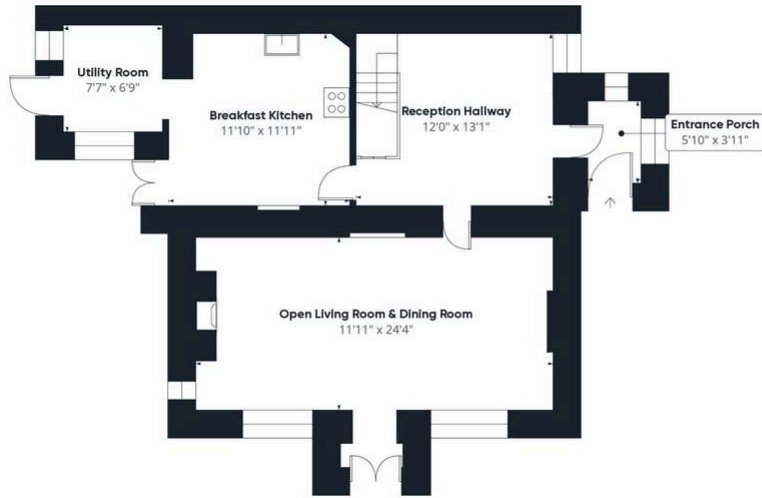 Utility Room
7'7" x 6'9"
Breakfast Kitchen
11'10" x 11'11"
Reception Hallway
12'0" x 13'1"
Entrance Porch
5'10" x 3'11"
Open Living Room & Dining Room
11'11" x 24'4"